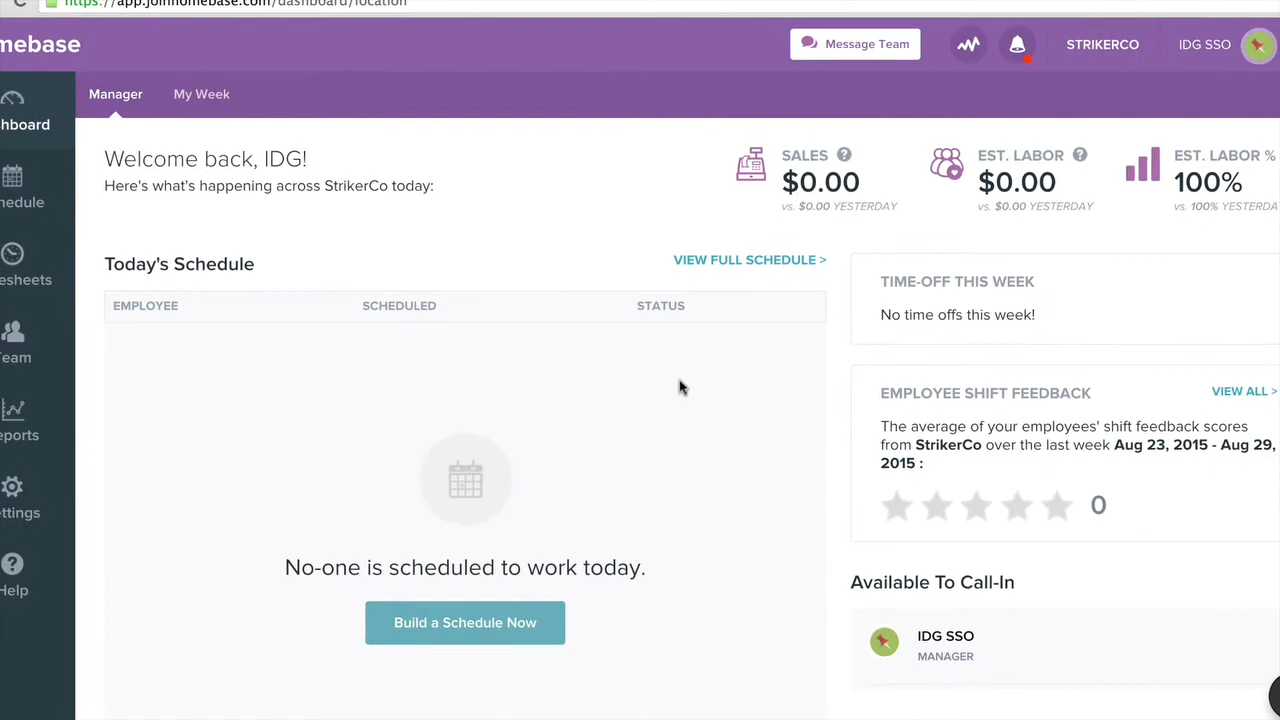 https://app.joinhomebase.com/dashboard/location
mebase
Message Team
STRIKERCO
IDG SSO
Manager
My Week
hboard
hedule
esheets
eam
eports
ettings
Help
Welcome back, IDG!
Here's what's happening across StrikerCo today:
SALES ?
$0.00
vs. $0.00 YESTERDAY
EST. LABOR ?
$0.00
vs. $0.00 YESTERDAY
EST. LABOR %
100%
vs. 100% YESTERDA
Today's Schedule
VIEW FULL SCHEDULE >
EMPLOYEE
SCHEDULED
STATUS
No-one is scheduled to work today.
Build a Schedule Now
TIME-OFF THIS WEEK
No time offs this week!
EMPLOYEE SHIFT FEEDBACK
VIEW ALL >
The average of your employees' shift feedback scores
from StrikerCo over the last week Aug 23, 2015 - Aug 29,
2015 :
0
Available To Call-In
IDG SSO
MANAGER